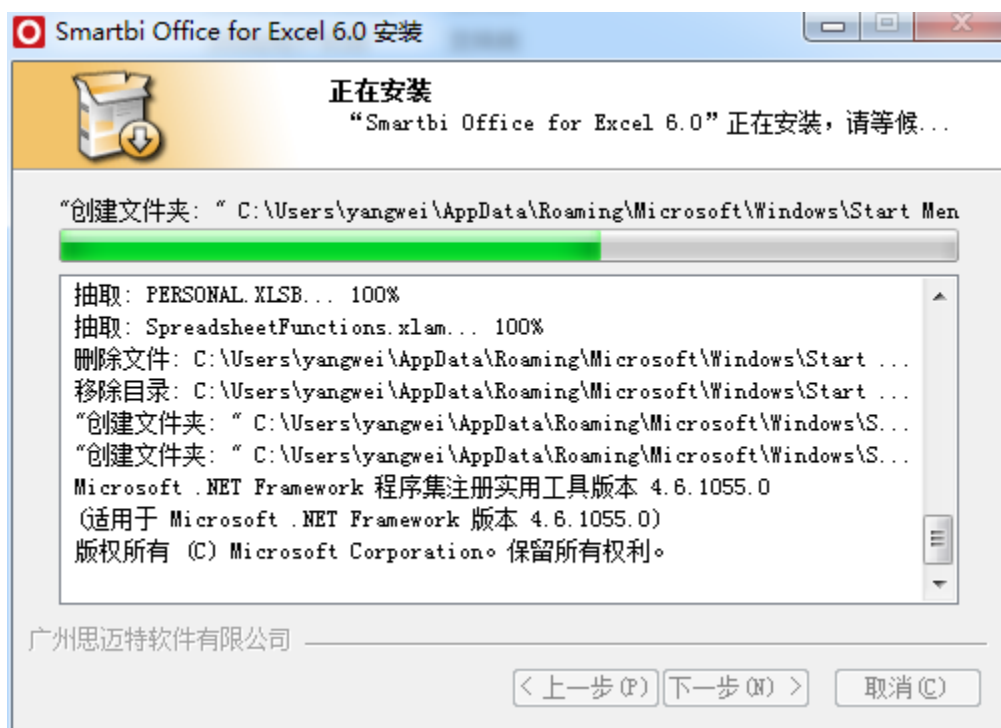 Smartbi Office for Excel 6.0 安装
正在安装
“Smartbi Office for Excel 6.0”正在安装，请等候...
“创建文件夹: “ C:\Users\yangwei\AppData\Roaming\Microsoft\Windows\Start Men
抽取: PERSONAL.XLSB... 100%
抽取: SpreadsheetFunctions.xlam... 100%
删除文件: C:\Users\yangwei\AppData\Roaming\Microsoft\Windows\Start ...
移除目录: C:\Users\yangwei\AppData\Roaming\Microsoft\Windows\Start ...
“创建文件夹: “ C:\Users\yangwei\AppData\Roaming\Microsoft\Windows\S...
“创建文件夹: “ C:\Users\yangwei\AppData\Roaming\Microsoft\Windows\S...
Microsoft .NET Framework 程序集注册实用工具版本 4.6.1055.0
(适用于 Microsoft .NET Framework 版本 4.6.1055.0)
版权所有 (C) Microsoft Corporation。保留所有权利。
广州思迈特软件有限公司
< 上一步(P) 下一步(N) > 取消(C)